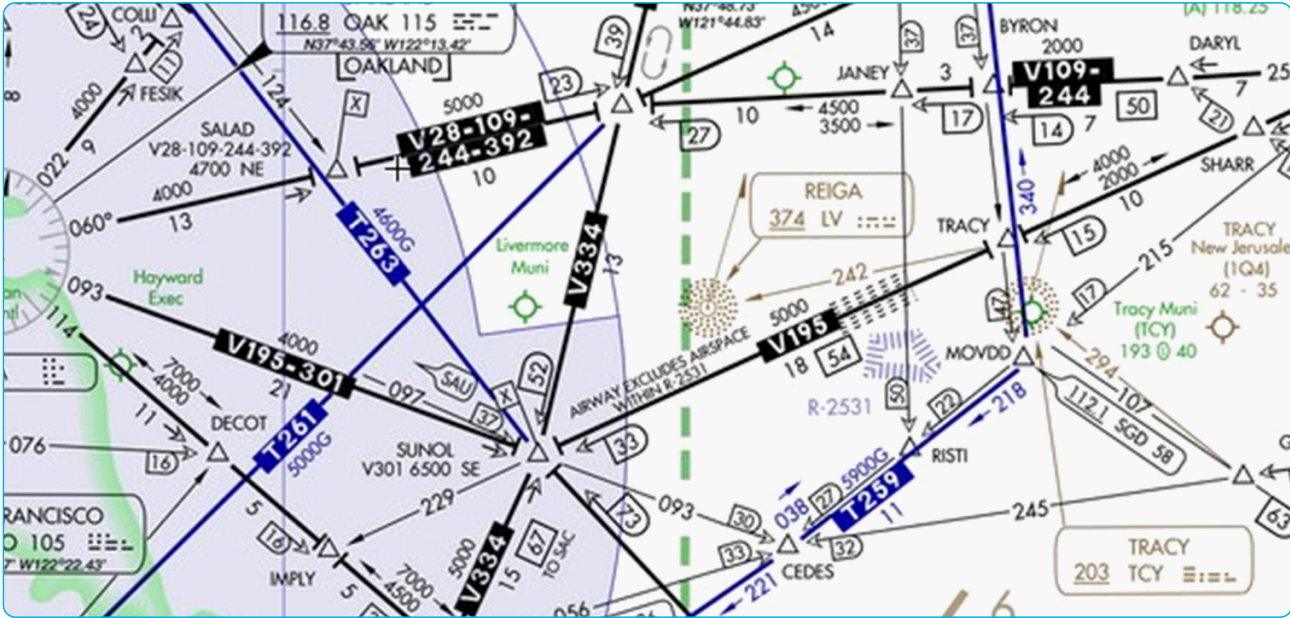 COLLI
24
2
11
FESIK
4000
9
022
116.8 OAK 115
N37°43.56' W122°13.42'
[OAKLAND]
124
X
SALAD
V28-109-244-392
4700 NE
4000
13
060°
39
23
5000
V28-109-
244-392
10
W121°44.83'
14
27
10
4500
3500
37
JANEY
3
17
37
BYRON
2000
V109-
244
50
14
7
(A) 118.25
DARYL
7
25
21
SHARR
4000
2000
10
TRACY
15
340
215
REIGA
374 LV
242
4600G
T263
Livermore
Muni
V334
13
Hayward
Exec
093
114
4000
V195-301
21
097
SAU
37
X
52
7000
4000
11
DECOT
076
16
T261
5000G
SUNOL
V301 6500 SE
33
AIRWAY EXCLUDES AIRSPACE
WITHIN R-2531
5000
V195
18
54
R-2531
50
47
MOVDD
17
TRACY
New Jerusale
(1Q4)
62 - 35
Tracy Muni
(TCY)
193 35 40
294
107
112.1 SGD 58
22
218
RISTI
5900G
27
T259
11
038
245
63
RANCISCO
O 105
7' W122°22.43'
5
16
IMPLY
229
5
7000
4500
5000
V334
15
67
TO SAC
73
093
30
33
32
CEDES
221
056
TRACY
203 TCY
6